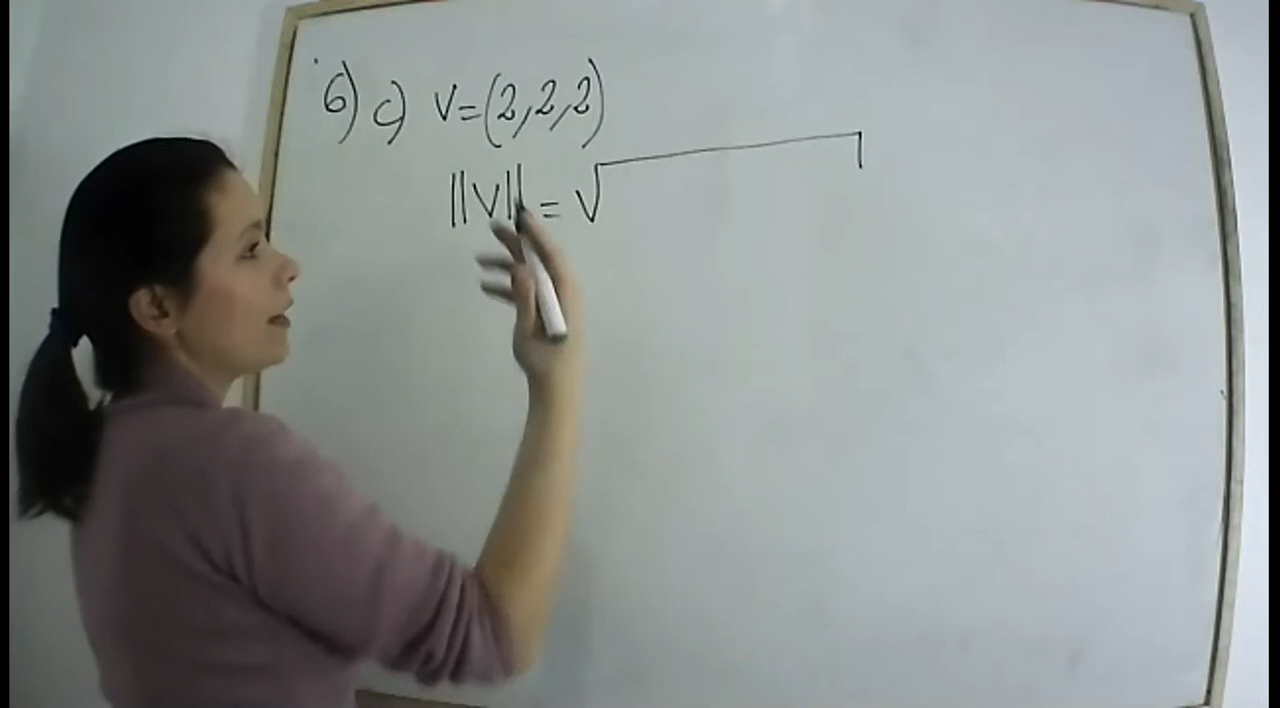 6) c) V=(2,2,2)
||V|| = √